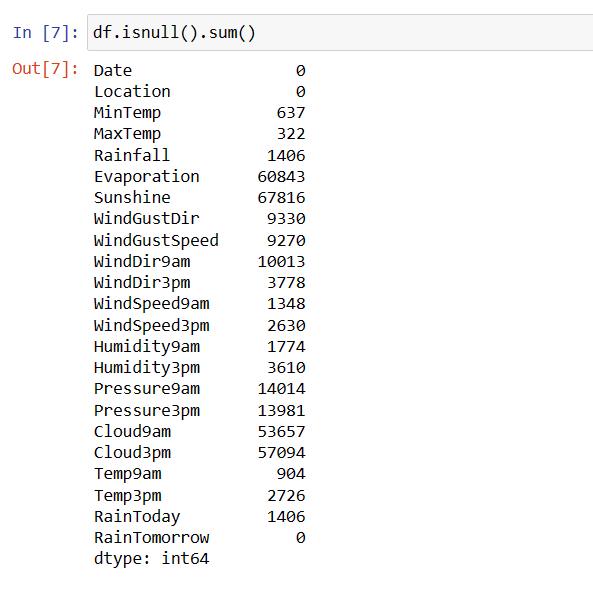 In [7]: df.isnull().sum()
Out[7]: Date 0
Location 0
MinTemp 637
MaxTemp 322
Rainfall 1406
Evaporation 60843
Sunshine 67816
WindGustDir 9330
WindGustSpeed 9270
WindDir9am 10013
WindDir3pm 3778
WindSpeed9am 1348
WindSpeed3pm 2630
Humidity9am 1774
Humidity3pm 3610
Pressure9am 14014
Pressure3pm 13981
Cloud9am 53657
Cloud3pm 57094
Temp9am 904
Temp3pm 2726
RainToday 1406
RainTomorrow 0
dtype: int64